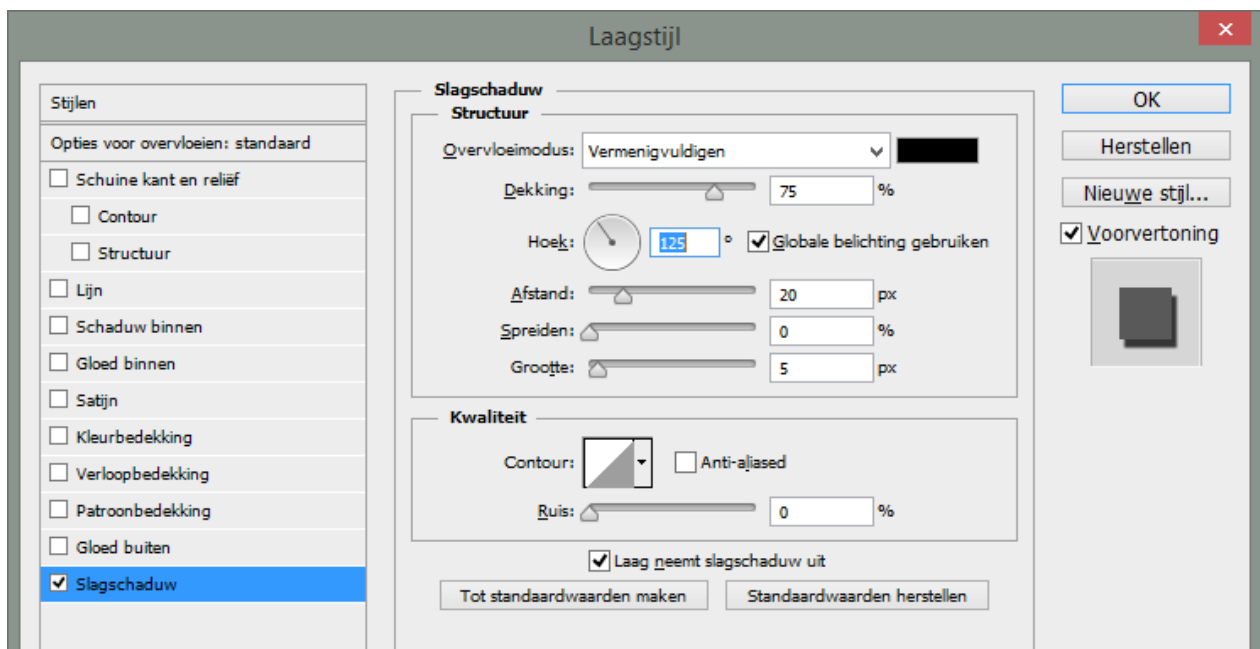 Laagstijl
Stijlen
Opties voor overvloeien: standaard
Schuine kant en reliëf
Contour
Structuur
Lijn
Schaduw binnen
Gloed binnen
Satijn
Kleurbedekking
Verloopbedekking
Patroonbedekking
Gloed buiten
Slagschaduw
Slagschaduw
Structuur
Overvloeimodus: Vermenigvuldigen
Dekking: 75 %
Hoek: 125 ° Globale belichting gebruiken
Afstand: 20 px
Spreiden: 0 %
Grootte: 5 px
Kwaliteit
Contour: Anti-aliased
Ruis: 0 %
Laag neemt slagschaduw uit
Tot standaardwaarden maken Standaardwaarden herstellen
OK
Herstellen
Nieuwe stijl...
Voorvertoning